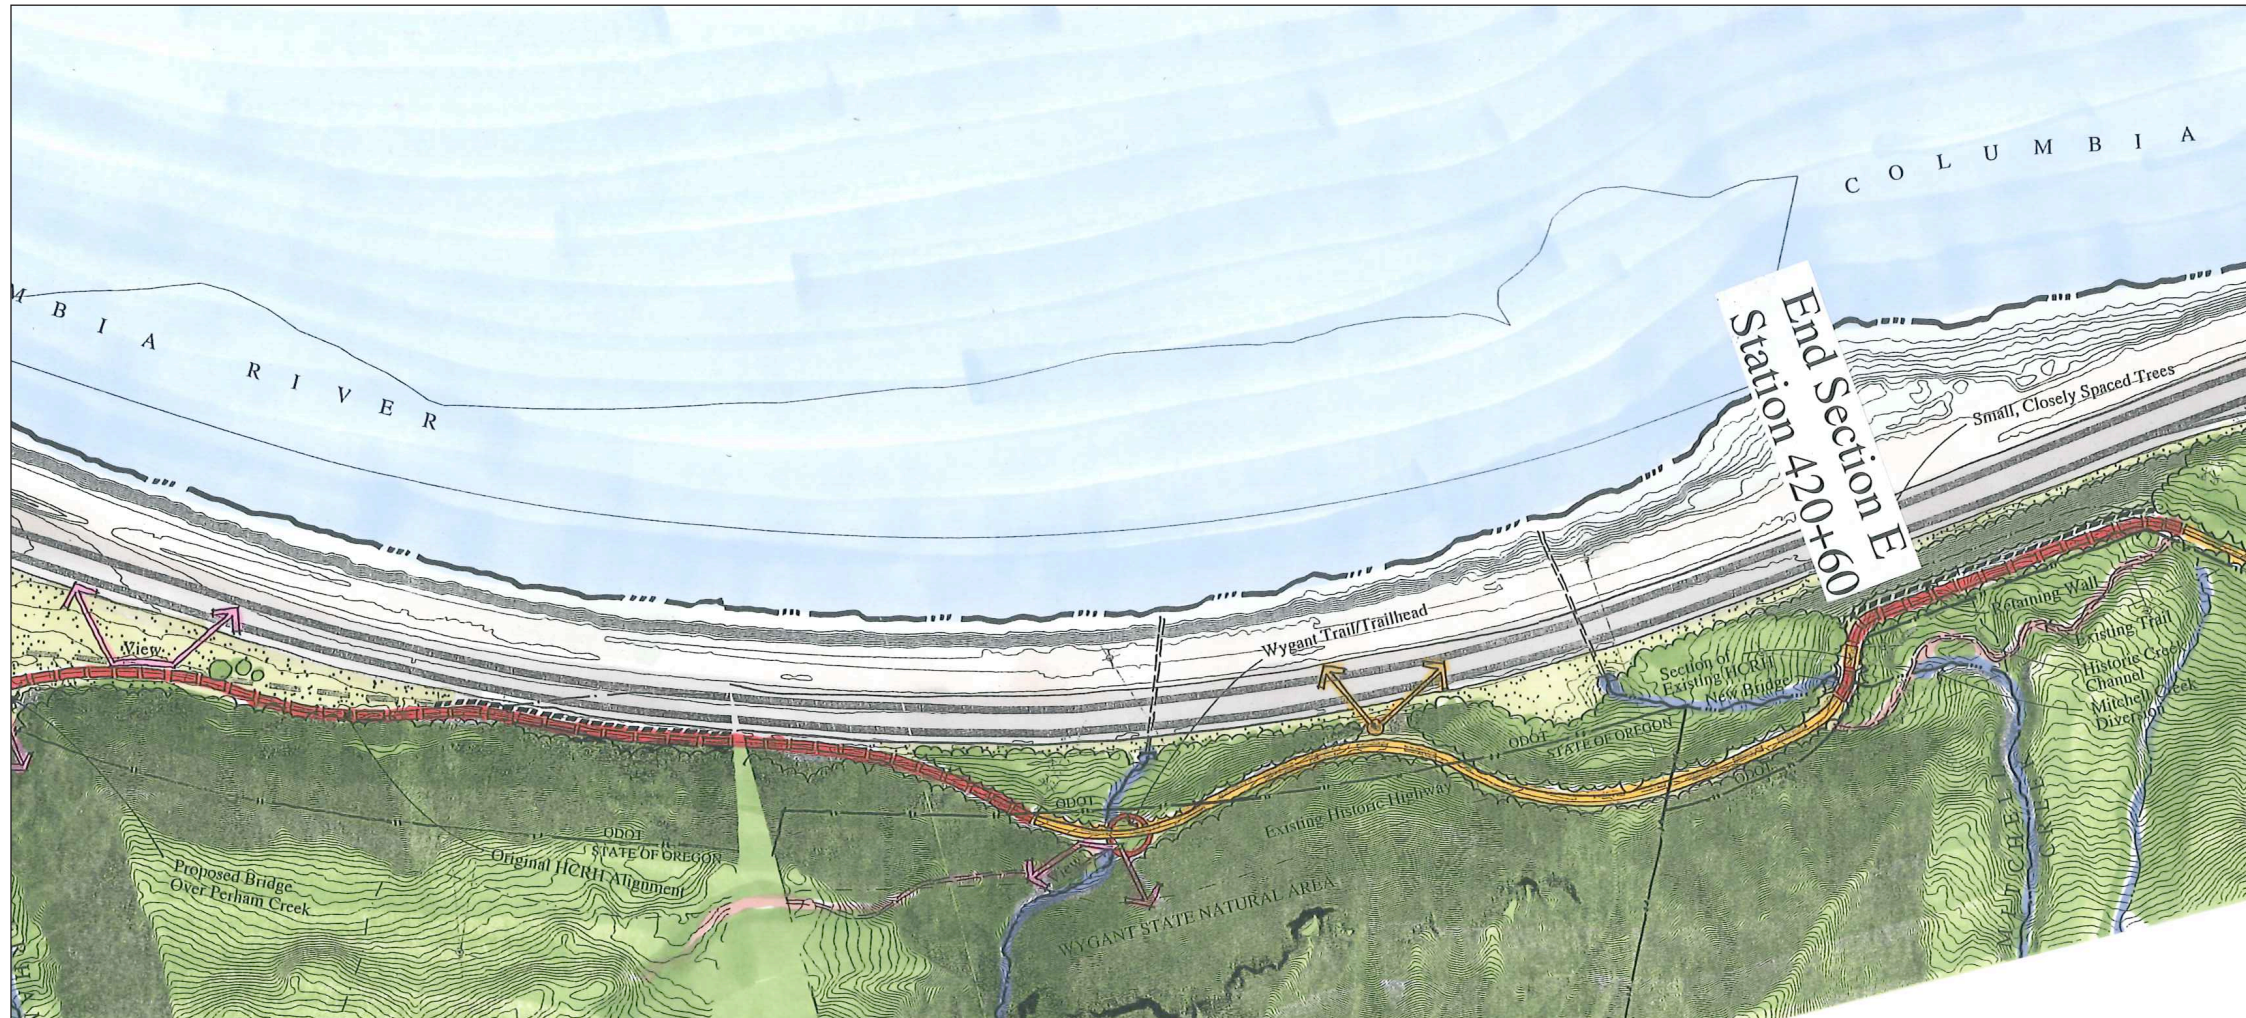 COLUMBIA
MBIA RIVER
End Section E
Station 420+60
Small, Closely Spaced Trees
Wygant Trail/Trailhead
View
Retaining Wall
Existing Trail
Section of
Existing HCRH
New Bridge
Historic Creek
Channel
Mitchell Creek
Diversion
ODOT
STATE OF OREGON
ODOT
ODOT
Existing Historic Highway
ODOT
STATE OF OREGON
Original HCRH Alignment
Proposed Bridge
Over Perham Creek
View
WYGANT STATE NATURAL AREA